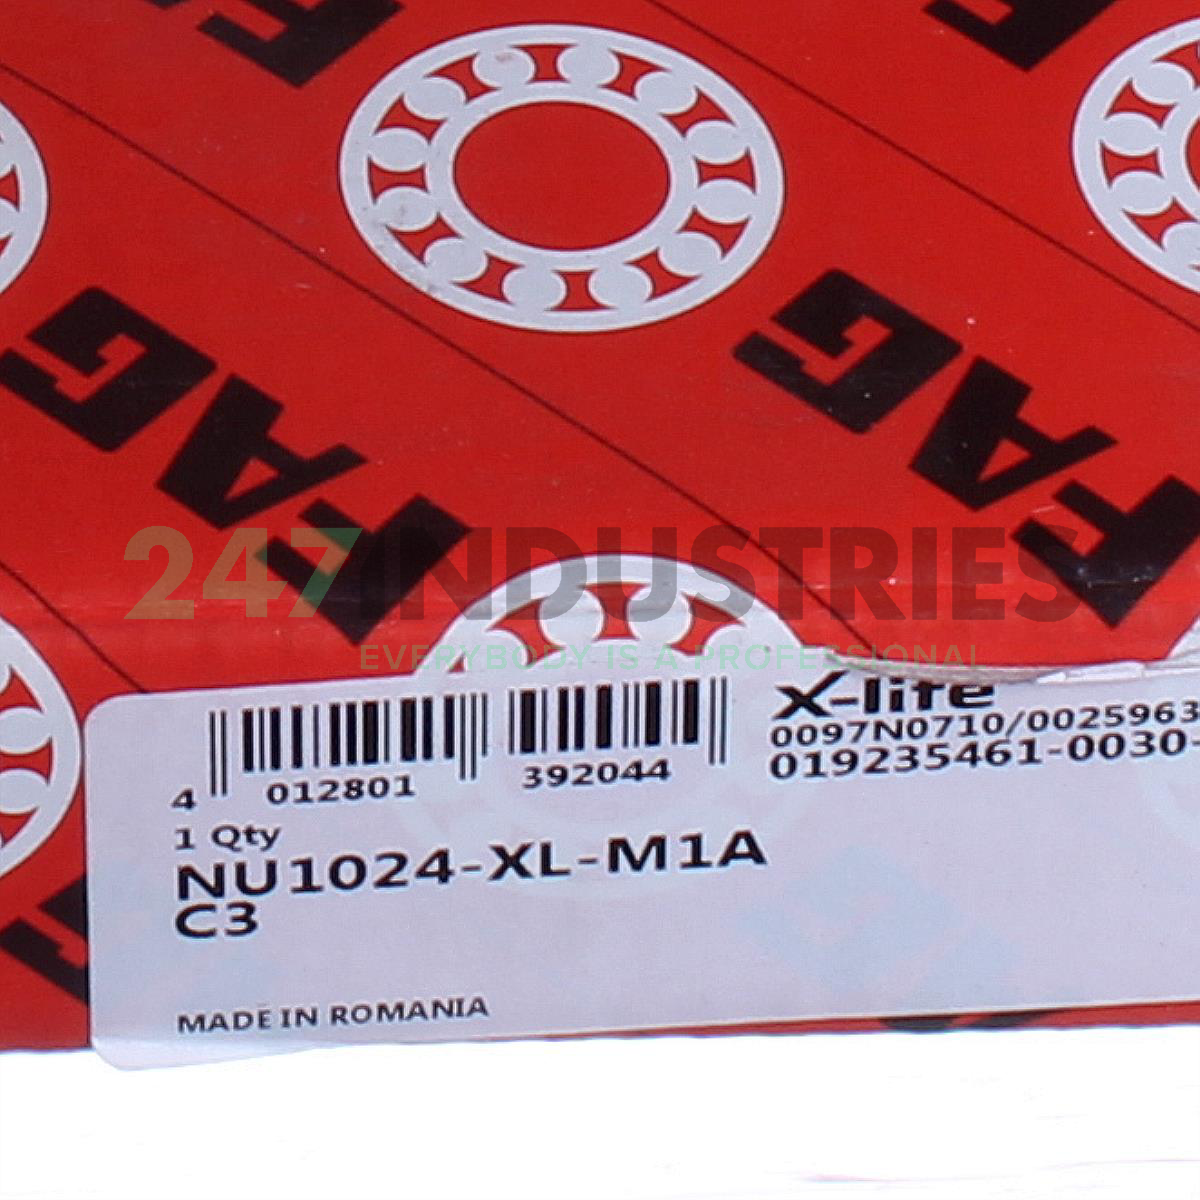 FAG
FAG
FAG
247INDUSTRIES
EVERYBODY IS A PROFESSIONAL
X-life
0097N0710/0025963
019235461-0030-
4 012801 392044
1 Qty
NU1024-XL-M1A
C3
MADE IN ROMANIA